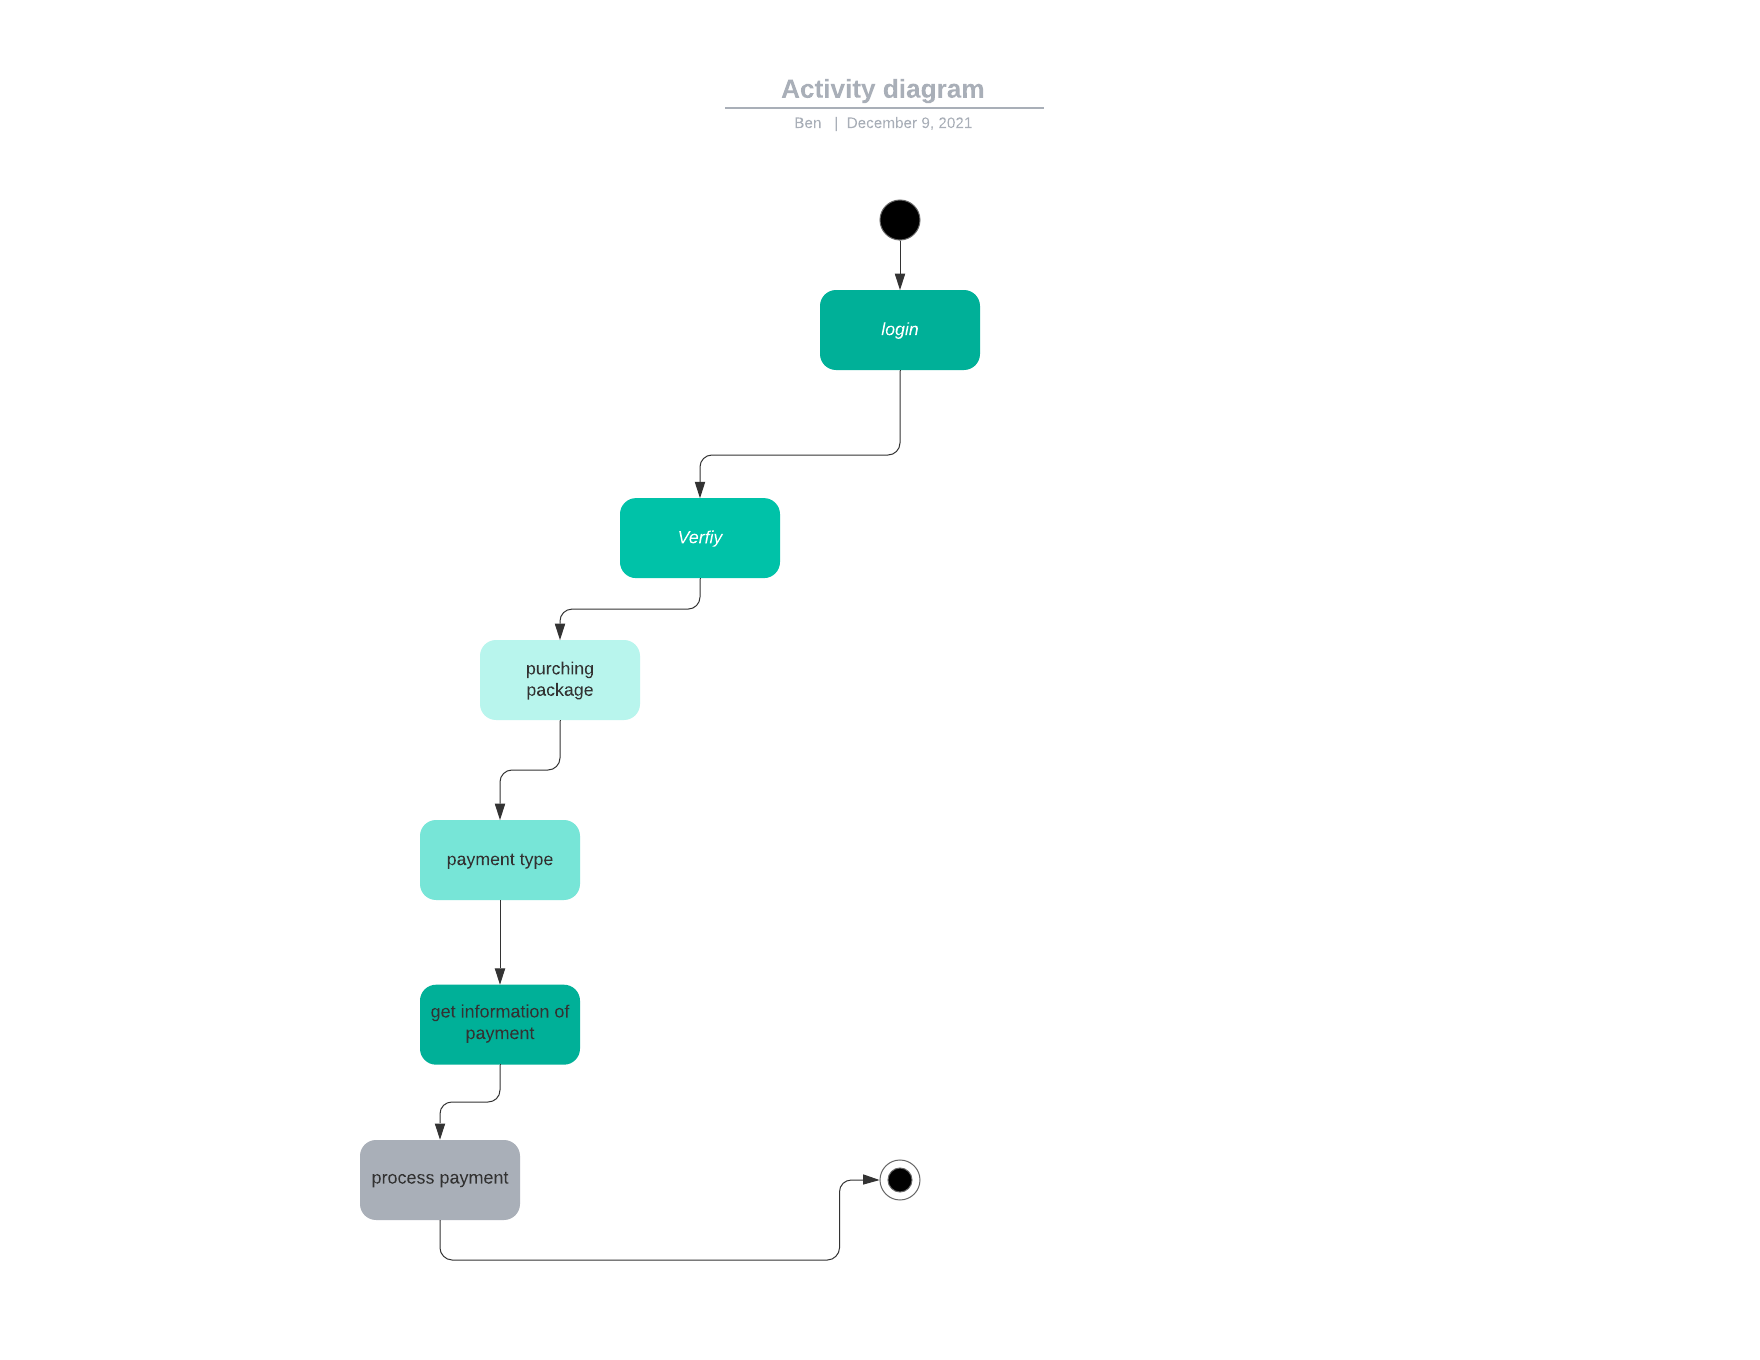 Activity diagram
Ben | December 9, 2021
login
Verfiy
purching
package
payment type
get information of
payment
process payment